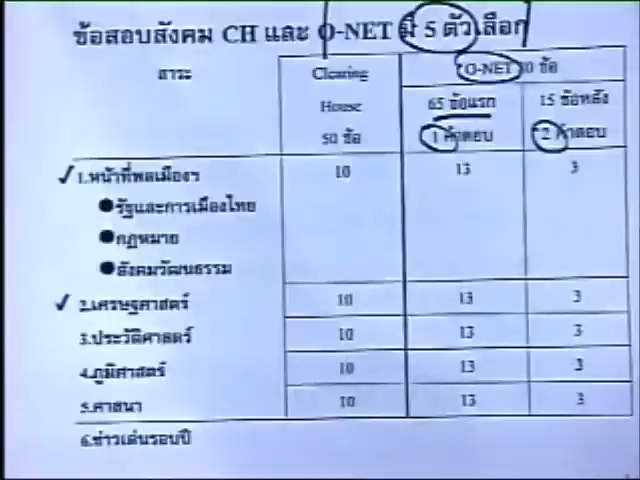 ข้อสอบสังคม CH และ O-NET มี 5 ตัวเลือก
สาระ Clearing House 50 ข้อ O-NET 80 ข้อ
65 ข้อแรก 15 ข้อหลัง
1 คำตอบ 2 คำตอบ
1.หน้าที่พลเมืองฯ 10 13 3
●รัฐและการเมืองไทย
●กฎหมาย
●สังคมวัฒนธรรม
2.เศรษฐศาสตร์ 10 13 3
3.ประวัติศาสตร์ 10 13 3
4.ภูมิศาสตร์ 10 13 3
5.ศาสนา 10 13 3
6.ข่าวเด่นรอบปี